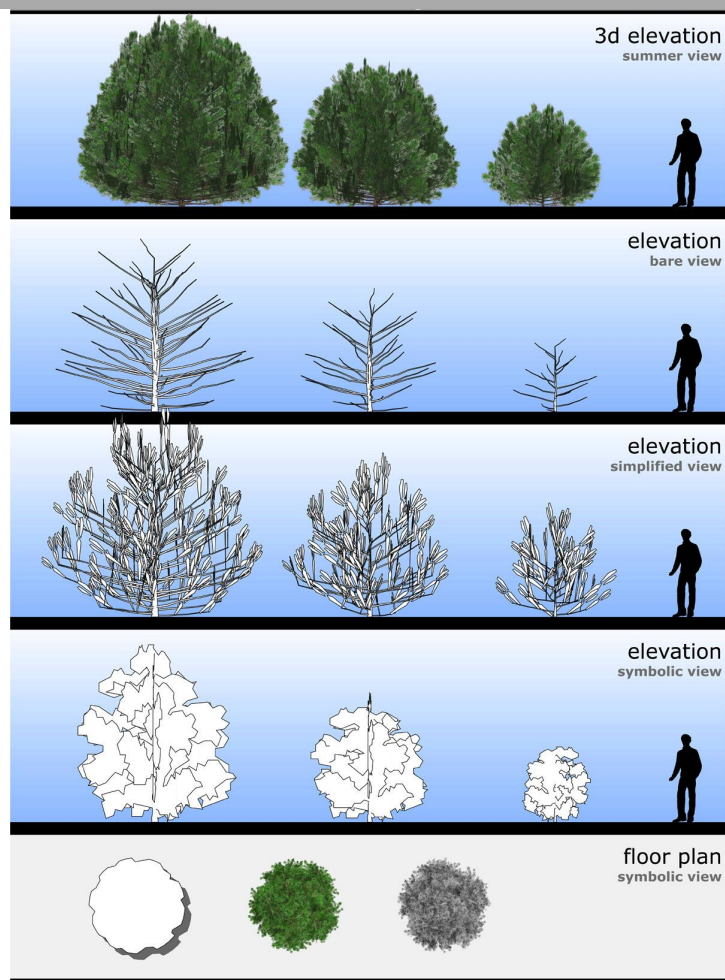 3d elevation
summer view
elevation
bare view
elevation
simplified view
elevation
symbolic view
floor plan
symbolic view